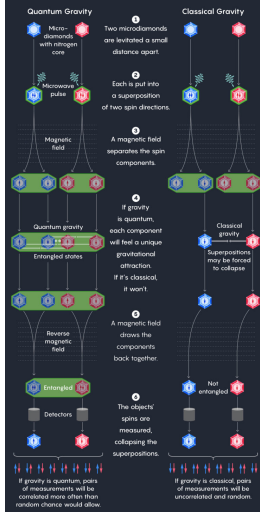 Quantum Gravity
Classical Gravity
Micro-
diamonds
with nitrogen
core
1
Two microdiamonds
are levitated a small
distance apart.
Microwave
pulse
2
Each is put into
a superposition
of two spin directions.
Magnetic
field
3
A magnetic field
separates the spin
components.
4
If gravity
is quantum,
each component
will feel a unique
gravitational
attraction.
If it's classical,
it won't.
Quantum gravity
Entangled states
Classical
gravity
Superpositions
may be forced
to collapse
Reverse
magnetic
field
5
A magnetic field
draws the
components
back together.
Entangled
Not
entangled
Detectors
6
The objects'
spins are
measured,
collapsing the
superpositions.
If gravity is quantum, pairs
of measurements will be
correlated more often than
random chance would allow.
If gravity is classical, pairs
of measurements will be
uncorrelated and random.